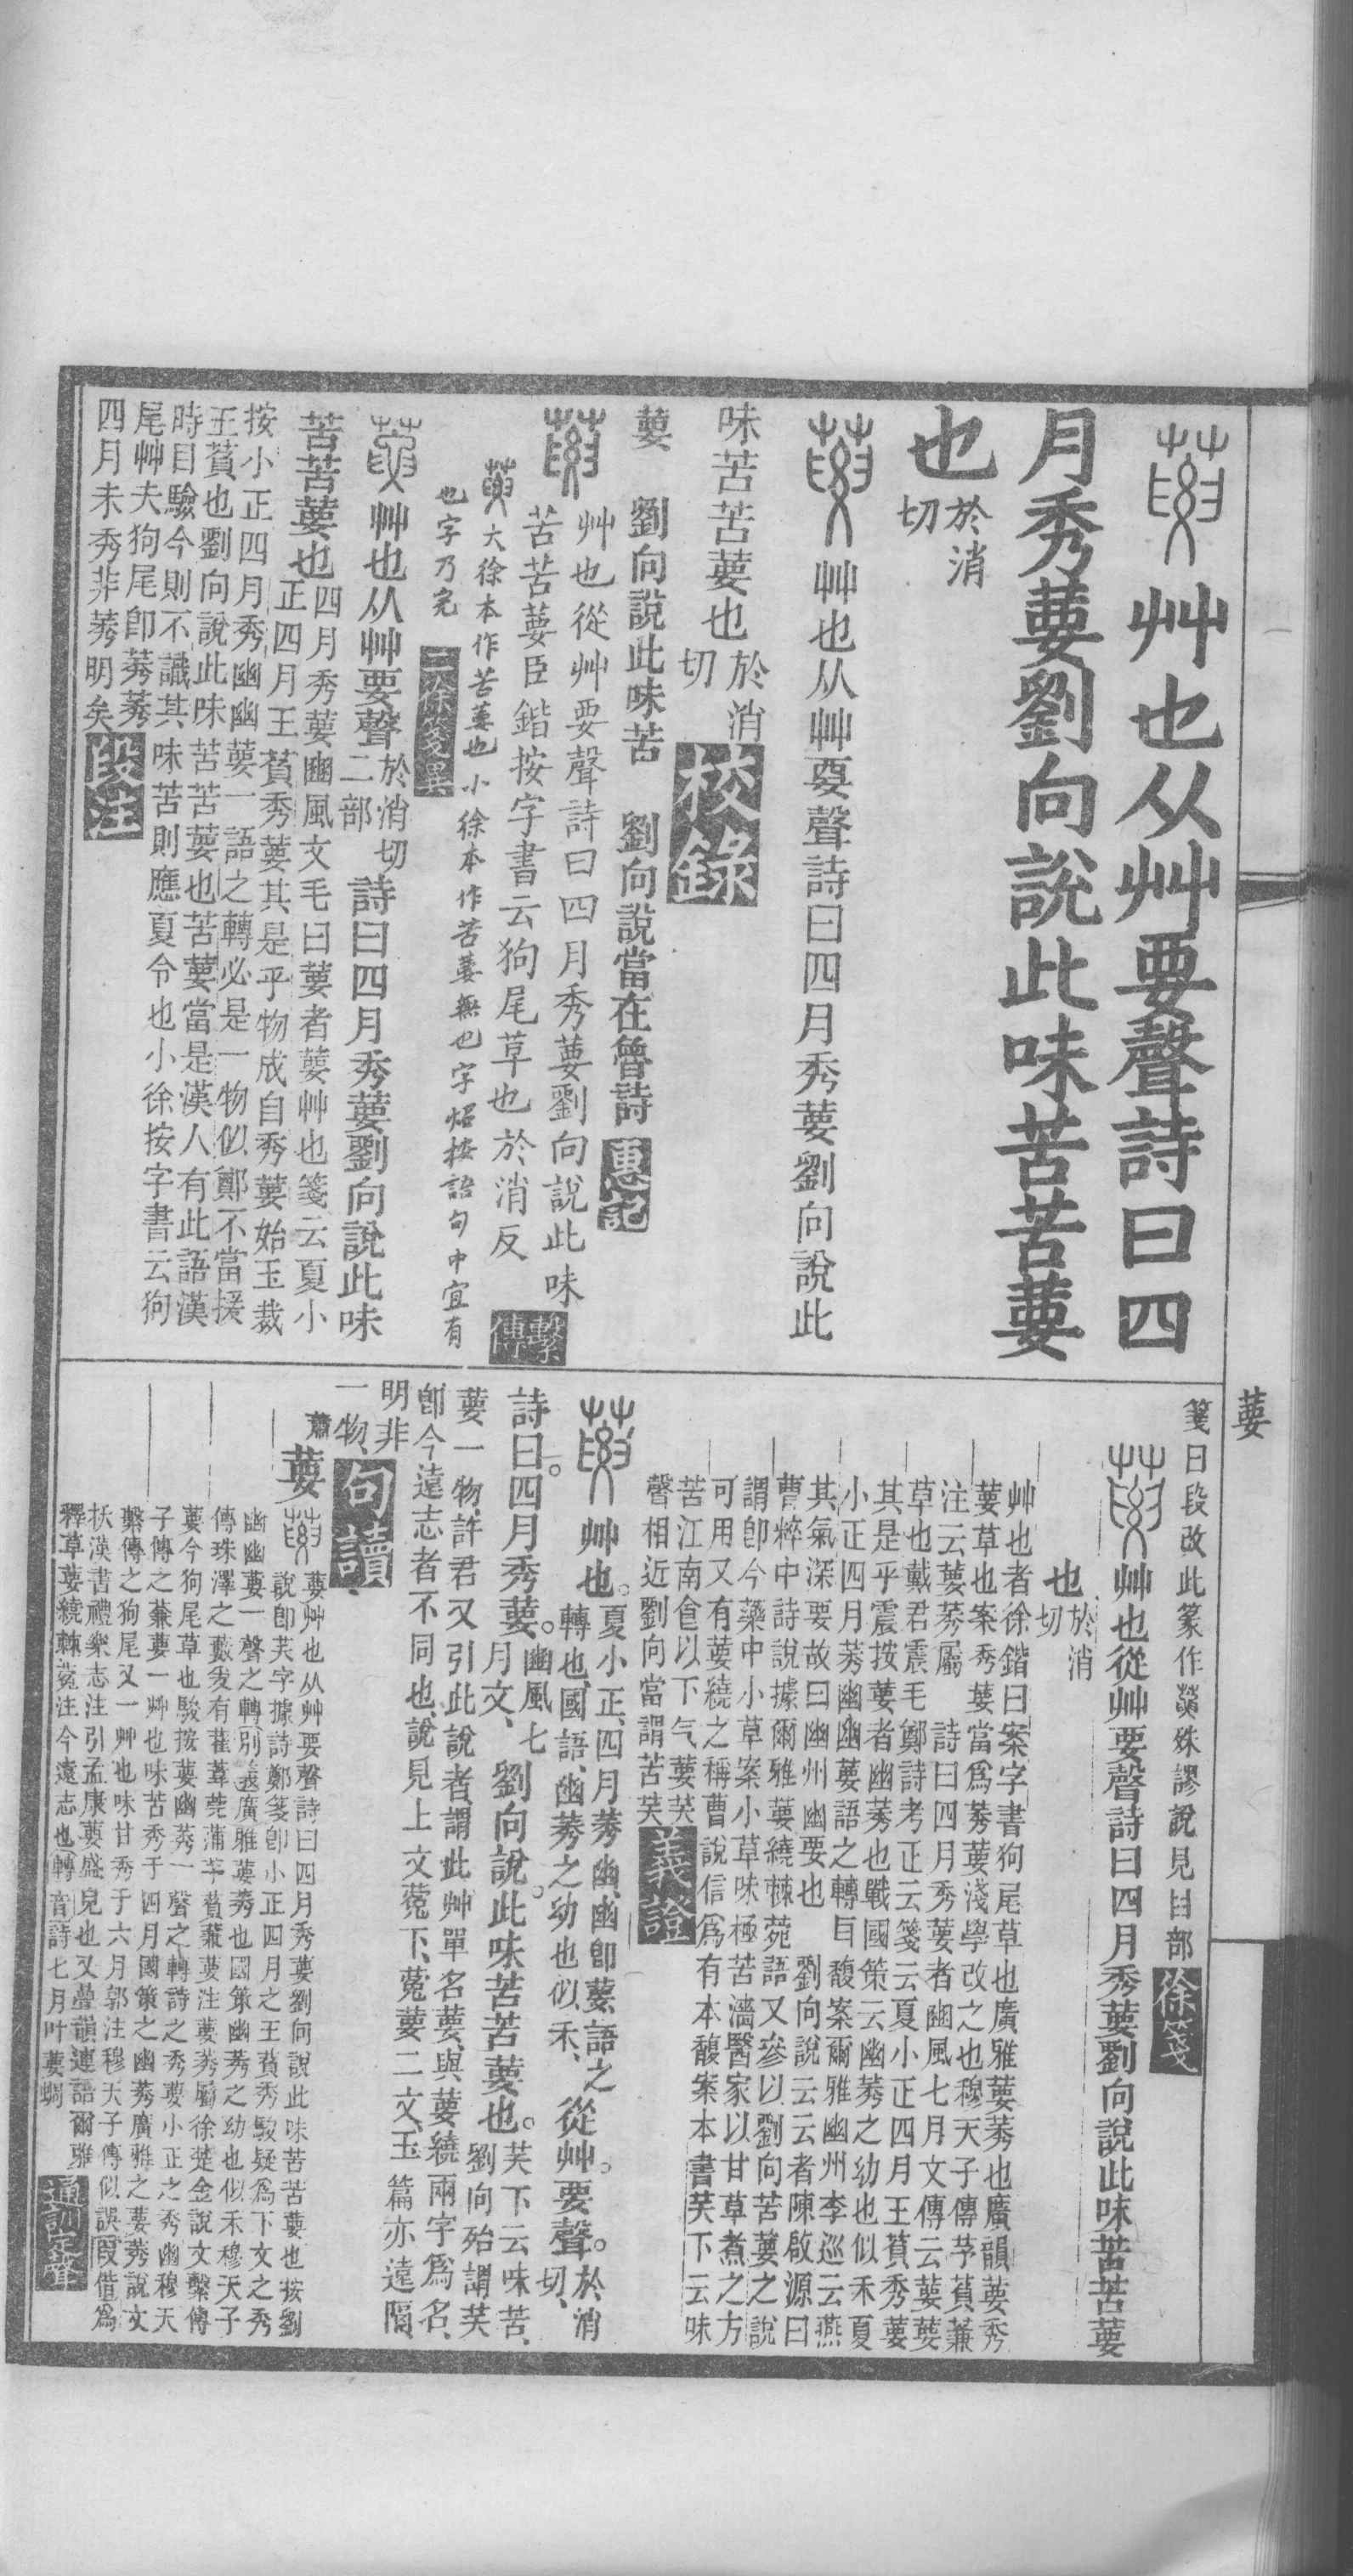 葽
艸也从艸要聲詩曰四
月秀葽劉向說此味苦苦葽
也於消
切
艸也从艸要聲詩曰四月秀葽劉向說此
味苦苦葽也於消
切
校錄
葽 劉向說此味苦 劉向說當在魯詩
惠記
艸也從艸要聲詩曰四月秀葽劉向說此味
苦苦葽臣鍇按字書云狗尾草也於消反
繫傳
大徐本作苦葽也小徐本作苦葽無也字炤按語句中宜有
也字乃完
二徐箋異
艸也从艸要聲於消切
二部
詩曰四月秀葽劉向說此味
苦苦葽也
四月秀葽豳風文毛曰葽者葽艸也箋云夏小
正四月王萯秀葽其是乎物成自秀葽始玉裁
按小正四月秀幽幽葽一語之轉必是一物似鄭不當援
王萯也劉向說此味苦苦葽也苦葽當是漢人有此語漢
時目驗今則不識其味苦則應夏令也小徐按字書云狗
尾艸夫狗尾卽莠莠
四月未秀非莠明矣
段注
箋曰段改此篆作
殊謬說見𦥑部
徐箋
艸也從艸要聲詩曰四月秀葽劉向說此味苦苦葽
也於消
切
艸也者徐鍇曰案字書狗尾草也廣雅葽莠也廣韻葽秀
葽草也案秀葽當爲莠葽淺學改之也穆天子傳茅萯蒹
注云葽莠屬 詩曰四月秀葽者豳風七月文傳云葽葽
草也戴君震毛鄭詩考正云箋云夏小正四月王萯秀葽
其是乎震按葽者幽莠也戰國策云幽莠之幼也似禾夏
小正四月莠幽幽葽語之轉㠯馥案爾雅幽州李巡云燕
其氣深要故曰幽州幽要也 劉向說云云者陳啟源曰
曹粹中詩說據爾雅葽繞棘菀語又參以劉向苦葽之說
謂卽今藥中小草案小草味極苦濇醫家以甘草煮之方
可用又有葽繞之稱曹說信爲有本馥案本書芺下云味
苦江南食以下气葽芺
聲相近劉向當謂苦芺
義證
艸也。夏小正、四月莠幽、幽卽葽、語之
轉也、國語、幽莠之幼也似禾、
從艸。要聲。於消
切、
詩曰。四月秀葽。豳風七
月文、
劉向說。此味苦苦葽也。芺下云味苦、
劉向殆謂芺
葽一物、許君又引此說者、謂此艸單名葽、與葽繞兩字爲名、
卽今遠志者不同也、說見上文蒬下、蒬葽二文、玉篇亦遠隔、
明非
一物、
句讀
蕭
葽
葽艸也从艸要聲詩曰四月秀葽劉向說此味苦苦葽也按劉
說卽芺字據詩鄭箋卽小正四月之王萯秀駿疑爲下文之秀
幽幽葽一聲之轉別義廣雅葽莠也國策幽莠之幼也似禾穆天子
傳珠澤之藪爰有雚葦莞蒲茅萯蒹葽注葽莠屬徐楚金說文繫傳
葽今狗尾草也駿按葽幽莠一聲之轉詩之秀葽小正之秀幽穆天
子傳之蒹葽一艸也味苦秀于四月國策之幽莠廣雅之葽莠說文
繫傳之狗尾又一艸也味甘秀于六月郭注穆天子傳似誤叚借爲
扶漢書禮樂志注引孟康葽盛皃也又疊韻連語爾雅
釋草葽繞蕀蒬注今遠志也轉音詩七月叶葽蜩
通訓定聲